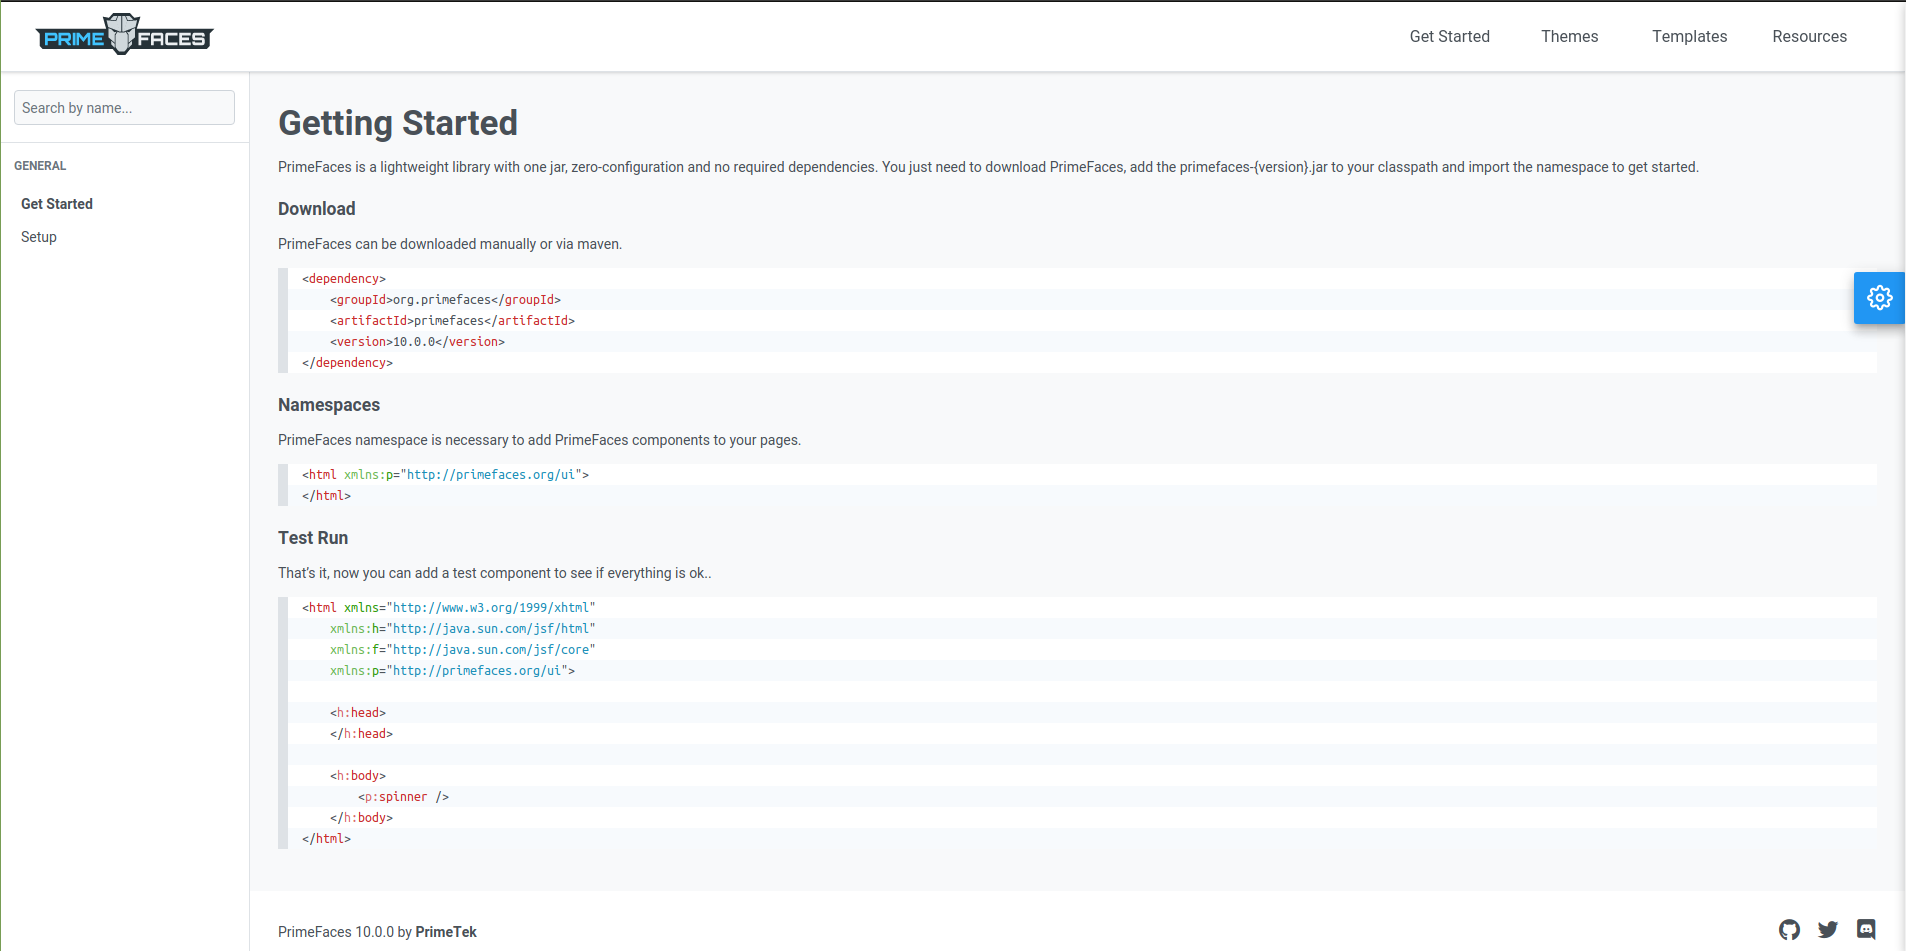 PRIME FACES
Get Started Themes Templates Resources
Search by name...
GENERAL
Get Started
Setup
Getting Started
PrimeFaces is a lightweight library with one jar, zero-configuration and no required dependencies. You just need to download PrimeFaces, add the primefaces-{version}.jar to your classpath and import the namespace to get started.
Download
PrimeFaces can be downloaded manually or via maven.
<dependency>
    <groupId>org.primefaces</groupId>
    <artifactId>primefaces</artifactId>
    <version>10.0.0</version>
</dependency>
Namespaces
PrimeFaces namespace is necessary to add PrimeFaces components to your pages.
<html xmlns:p="http://primefaces.org/ui">
</html>
Test Run
That's it, now you can add a test component to see if everything is ok..
<html xmlns="http://www.w3.org/1999/xhtml"
    xmlns:h="http://java.sun.com/jsf/html"
    xmlns:f="http://java.sun.com/jsf/core"
    xmlns:p="http://primefaces.org/ui">
    <h:head>
    </h:head>
    <h:body>
        <p:spinner />
    </h:body>
</html>
PrimeFaces 10.0.0 by PrimeTek